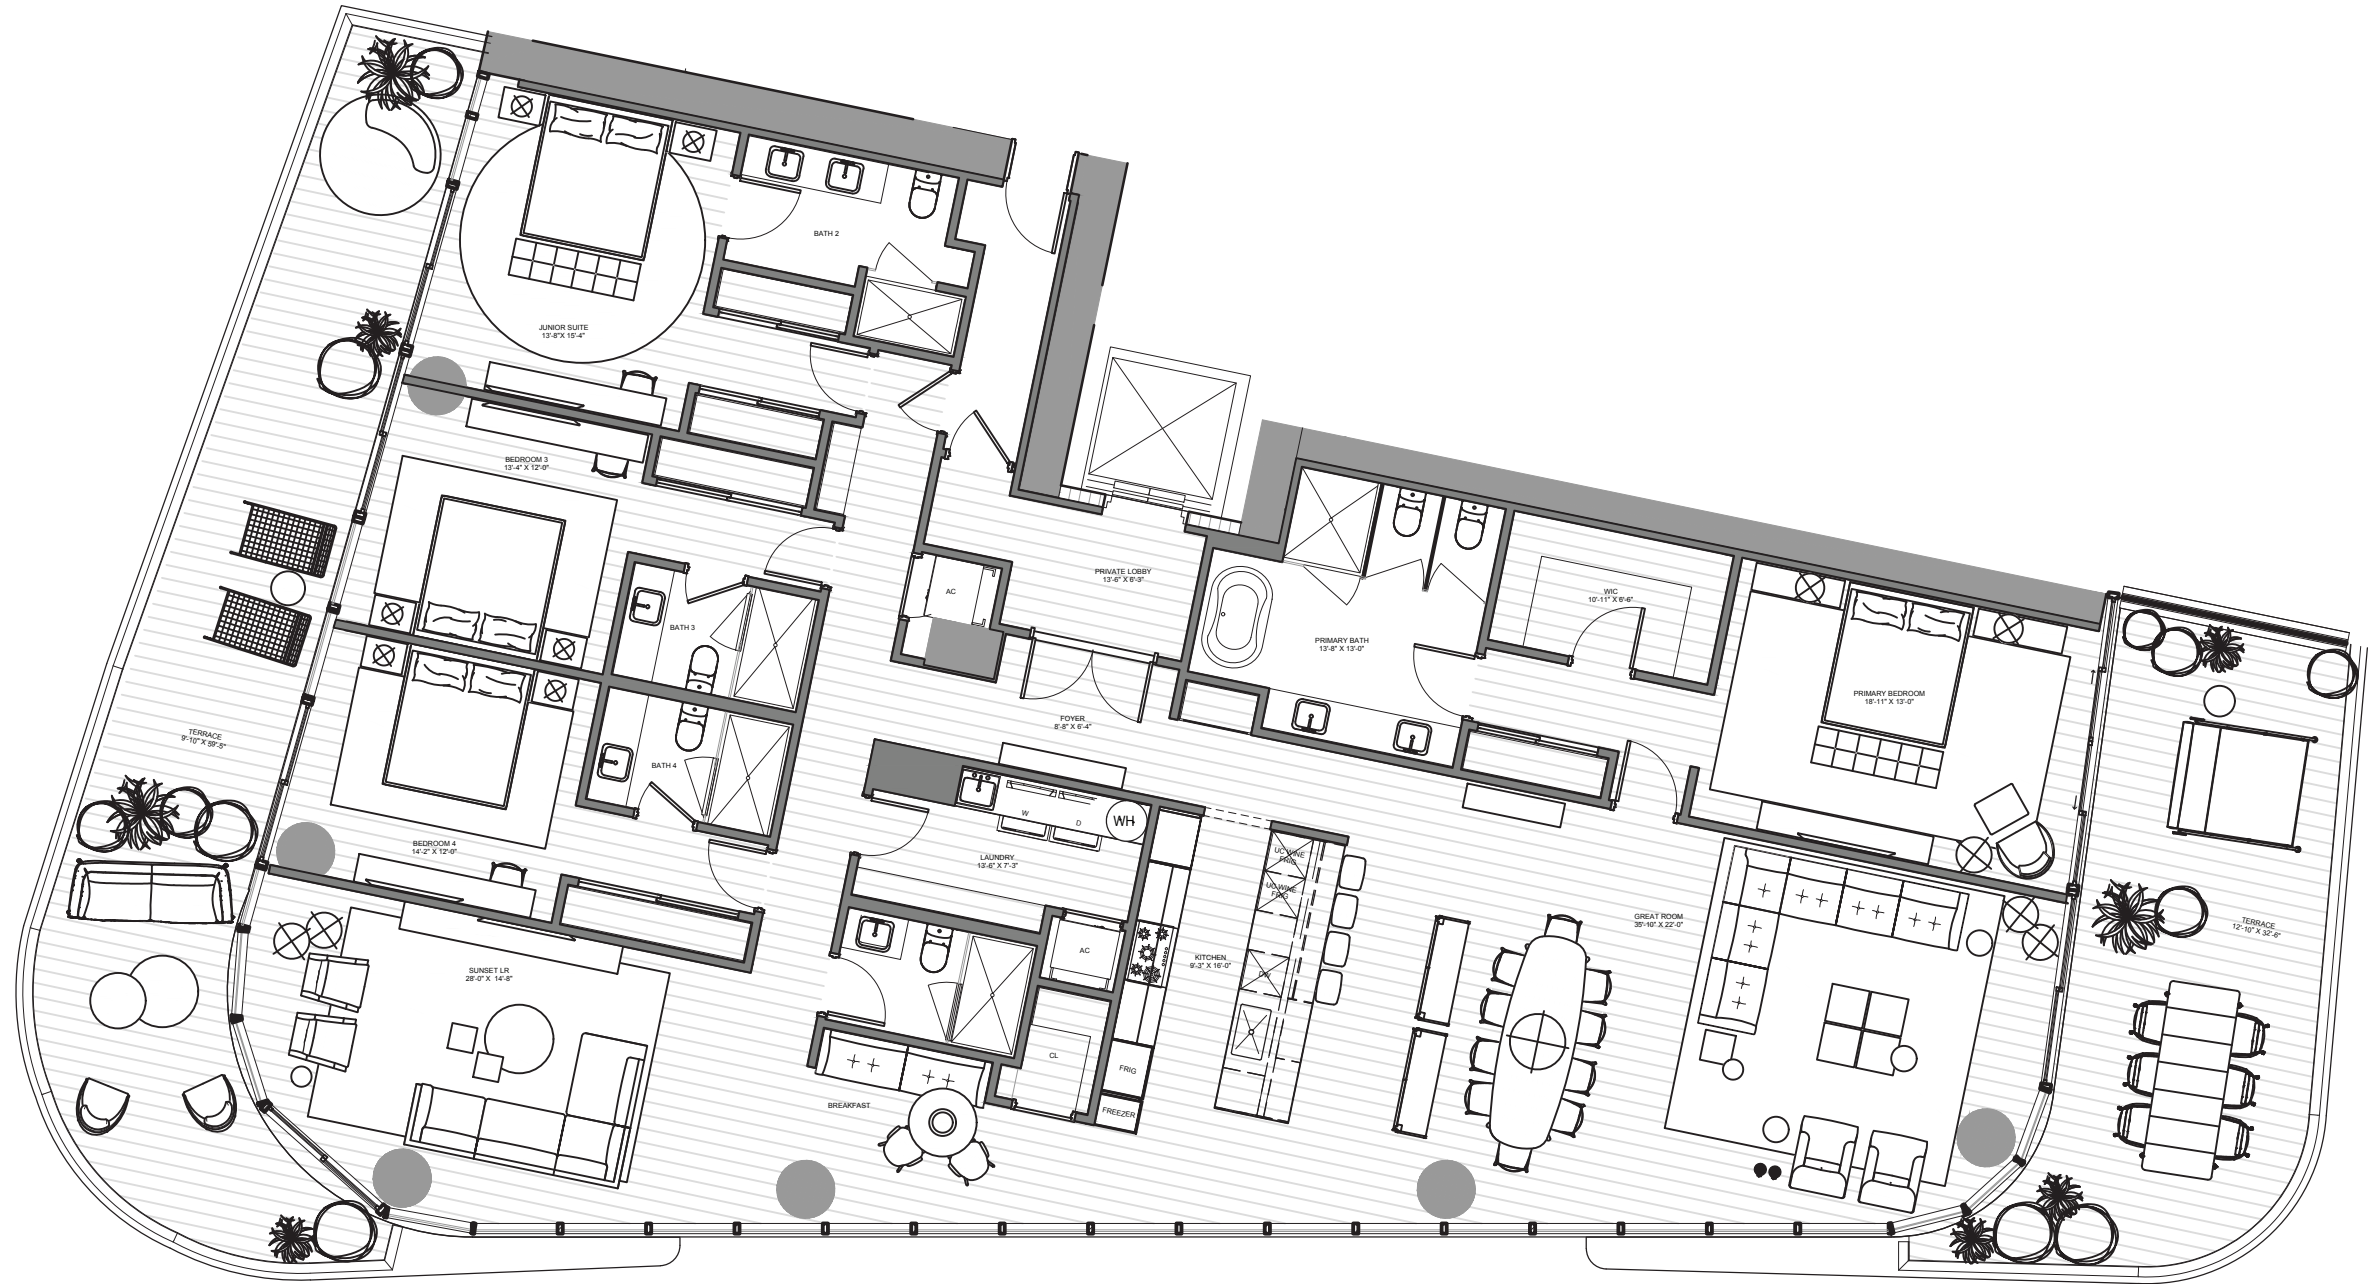 BATH 2
JUNIOR SUITE
13'-8"X 15'-4"
BEDROOM 3
13'-4" X 12'-0"
PRIVATE LOBBY
13'-6" X 6'-3"
AC
WIC
10'-11" X 6'-6"
BATH 3
PRIMARY BATH
13'-8" X 13'-0"
PRIMARY BEDROOM
18'-11" X 13'-0"
FOYER
8'-8" X 6'-4"
TERRACE
9'-10" X 59'-5"
BATH 4
W
D
WH
BEDROOM 4
14'-2" X 12'-0"
LAUNDRY
13'-6" X 7'-3"
UC WINE
FRIG
UC WINE
FRIG
GREAT ROOM
35'-10" X 22'-0"
TERRACE
12'-10" X 32'-6"
AC
KITCHEN
9'-3" X 16'-0"
SUNSET LR
28'-0" X 14'-8"
DW
CL
FRIG
BREAKFAST
FREEZER